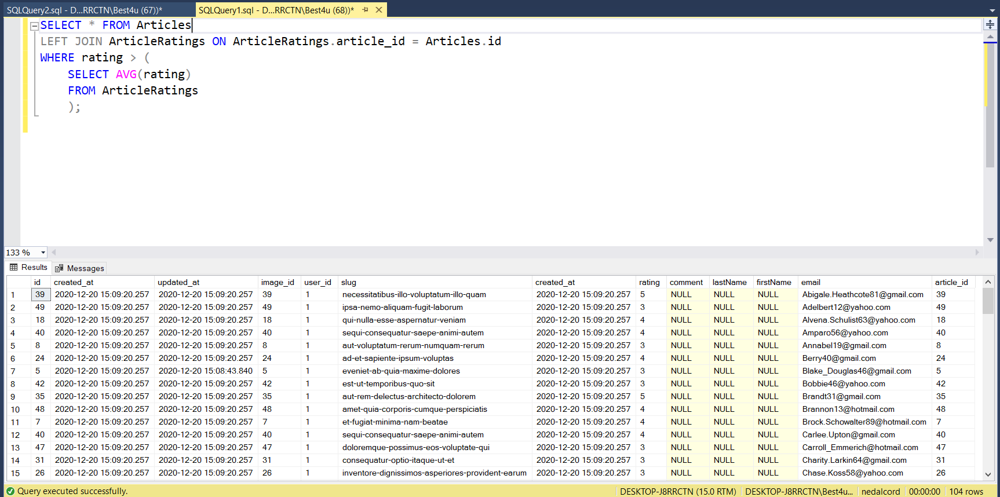 SQLQuery2.sql - D...RRCTN\Best4u (67))* SQLQuery1.sql - D...RRCTN\Best4u (68))*
SELECT * FROM Articles
LEFT JOIN ArticleRatings ON ArticleRatings.article_id = Articles.id
WHERE rating > (
SELECT AVG(rating)
FROM ArticleRatings
);
133 %
Results Messages
id created_at updated_at image_id user_id slug created_at rating comment lastName firstName email article_id
1 39 2020-12-20 15:09:20.257 2020-12-20 15:09:20.257 39 1 necessitatibus-illo-voluptatum-illo-quam 2020-12-20 15:09:20.257 5 NULL NULL NULL Abigale.Heathcote81@gmail.com 39
2 49 2020-12-20 15:09:20.257 2020-12-20 15:09:20.257 49 1 ipsa-nemo-aliquam-fugit-laborum 2020-12-20 15:09:20.257 3 NULL NULL NULL Adelbert12@yahoo.com 49
3 18 2020-12-20 15:09:20.257 2020-12-20 15:09:20.257 18 1 qui-nulla-esse-aspernatur-veniam 2020-12-20 15:09:20.257 4 NULL NULL NULL Alvena.Schulist63@yahoo.com 18
4 40 2020-12-20 15:09:20.257 2020-12-20 15:09:20.257 40 1 sequi-consequatur-saepe-animi-autem 2020-12-20 15:09:20.257 4 NULL NULL NULL Amparo56@yahoo.com 40
5 8 2020-12-20 15:09:20.257 2020-12-20 15:09:20.257 8 1 aut-voluptatum-rerum-numquam-rerum 2020-12-20 15:09:20.257 3 NULL NULL NULL Annabel19@gmail.com 8
6 24 2020-12-20 15:09:20.257 2020-12-20 15:09:20.257 24 1 ad-et-sapiente-ipsum-voluptas 2020-12-20 15:09:20.257 4 NULL NULL NULL Berry40@gmail.com 24
7 5 2020-12-20 15:09:20.257 2020-12-20 15:08:43.840 5 1 eveniet-ab-quia-maxime-dolores 2020-12-20 15:09:20.257 3 NULL NULL NULL Blake_Douglas46@gmail.com 5
8 42 2020-12-20 15:09:20.257 2020-12-20 15:09:20.257 42 1 est-ut-temporibus-quo-sit 2020-12-20 15:09:20.257 3 NULL NULL NULL Bobbie46@yahoo.com 42
9 35 2020-12-20 15:09:20.257 2020-12-20 15:09:20.257 35 1 aut-rem-delectus-architecto-dolorem 2020-12-20 15:09:20.257 5 NULL NULL NULL Brandt31@gmail.com 35
10 48 2020-12-20 15:09:20.257 2020-12-20 15:09:20.257 48 1 amet-quia-corporis-cumque-perspiciatis 2020-12-20 15:09:20.257 4 NULL NULL NULL Brannon13@hotmail.com 48
11 7 2020-12-20 15:09:20.257 2020-12-20 15:09:20.257 7 1 et-fugiat-minima-nam-beatae 2020-12-20 15:09:20.257 4 NULL NULL NULL Brock.Schowalter89@hotmail.com 7
12 40 2020-12-20 15:09:20.257 2020-12-20 15:09:20.257 40 1 sequi-consequatur-saepe-animi-autem 2020-12-20 15:09:20.257 4 NULL NULL NULL Carlee.Upton@gmail.com 40
13 47 2020-12-20 15:09:20.257 2020-12-20 15:09:20.257 47 1 doloremque-possimus-eos-voluptate-qui 2020-12-20 15:09:20.257 3 NULL NULL NULL Carroll_Emmerich@hotmail.com 47
14 31 2020-12-20 15:09:20.257 2020-12-20 15:09:20.257 31 1 consequatur-optio-itaque-ut-et 2020-12-20 15:09:20.257 3 NULL NULL NULL Charity.Larkin64@gmail.com 31
15 26 2020-12-20 15:09:20.257 2020-12-20 15:09:20.257 26 1 inventore-dignissimos-asperiores-provident-earum 2020-12-20 15:09:20.257 3 NULL NULL NULL Chase.Koss58@yahoo.com 26
Query executed successfully. DESKTOP-J8RRCTN (15.0 RTM) DESKTOP-J8RRCTN\Best4u... nedalcord 00:00:00 104 rows